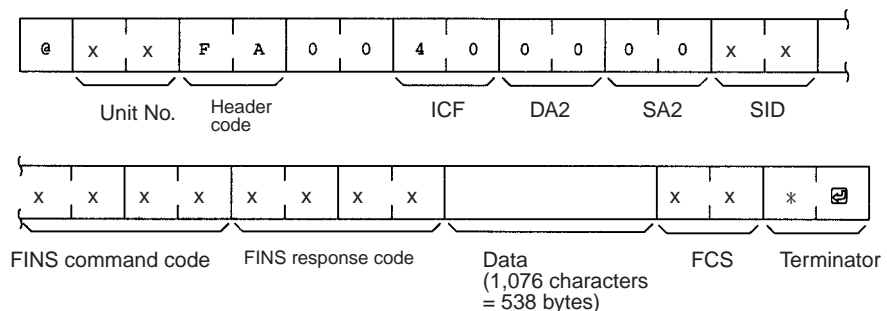 @ x x F A 0 0 4 0 0 0 0 0 x x
Unit No. Header code ICF DA2 SA2 SID
x x x x x x x x x x * ↵
FINS command code FINS response code Data FCS Terminator
(1,076 characters
= 538 bytes)